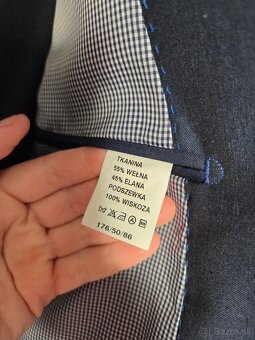 TKANINA
55% WEŁNA
45% ELANA
PODSZEWKA
100% WISKOZA
176/50/86